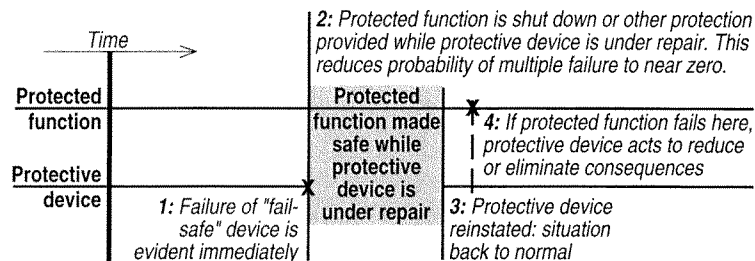 Time
2: Protected function is shut down or other protection
provided while protective device is under repair. This
reduces probability of multiple failure to near zero.
Protected
function
Protected
function made
safe while
protective
device is
under repair
4: If protected function fails here,
protective device acts to reduce
or eliminate consequences
Protective
device
1: Failure of "fail-
safe" device is
evident immediately
3: Protective device
reinstated: situation
back to normal